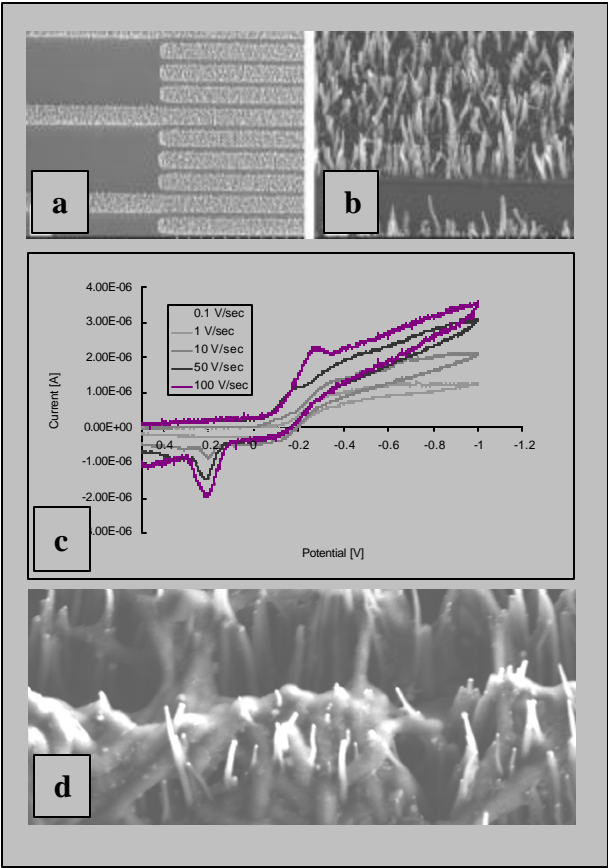 a
b
4.00E-06
3.00E-06
2.00E-06
1.00E-06
0.00E+00
-1.00E-06
-2.00E-06
.00E-06
Current [A]
0.1 V/sec
1 V/sec
10 V/sec
50 V/sec
100 V/sec
0.4 0.2 0 -0.2 -0.4 -0.6 -0.8 -1 -1.2
Potential [V]
c
d